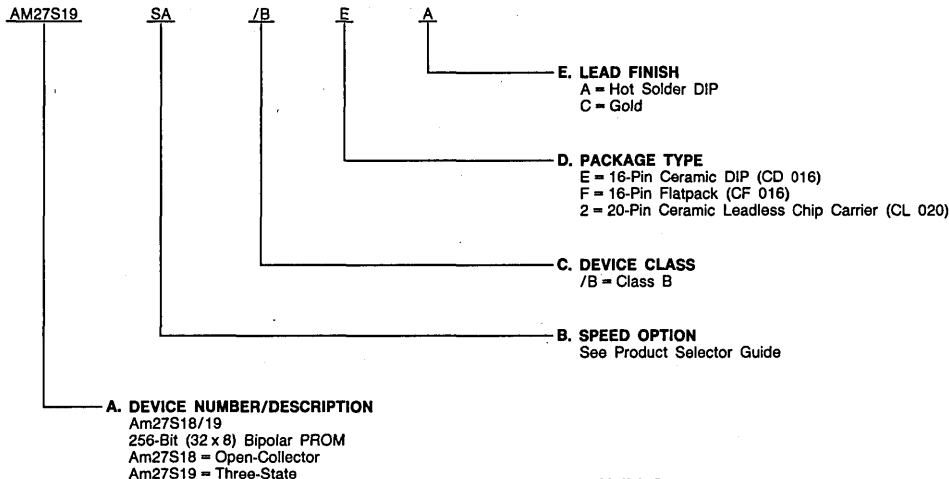 AM27S19 SA /B E A
E. LEAD FINISH
A = Hot Solder DIP
C = Gold
D. PACKAGE TYPE
E = 16-Pin Ceramic DIP (CD 016)
F = 16-Pin Flatpack (CF 016)
2 = 20-Pin Ceramic Leadless Chip Carrier (CL 020)
C. DEVICE CLASS
/B = Class B
B. SPEED OPTION
See Product Selector Guide
A. DEVICE NUMBER/DESCRIPTION
Am27S18/19
256-Bit (32 x 8) Bipolar PROM
Am27S18 = Open-Collector
Am27S19 = Three-State